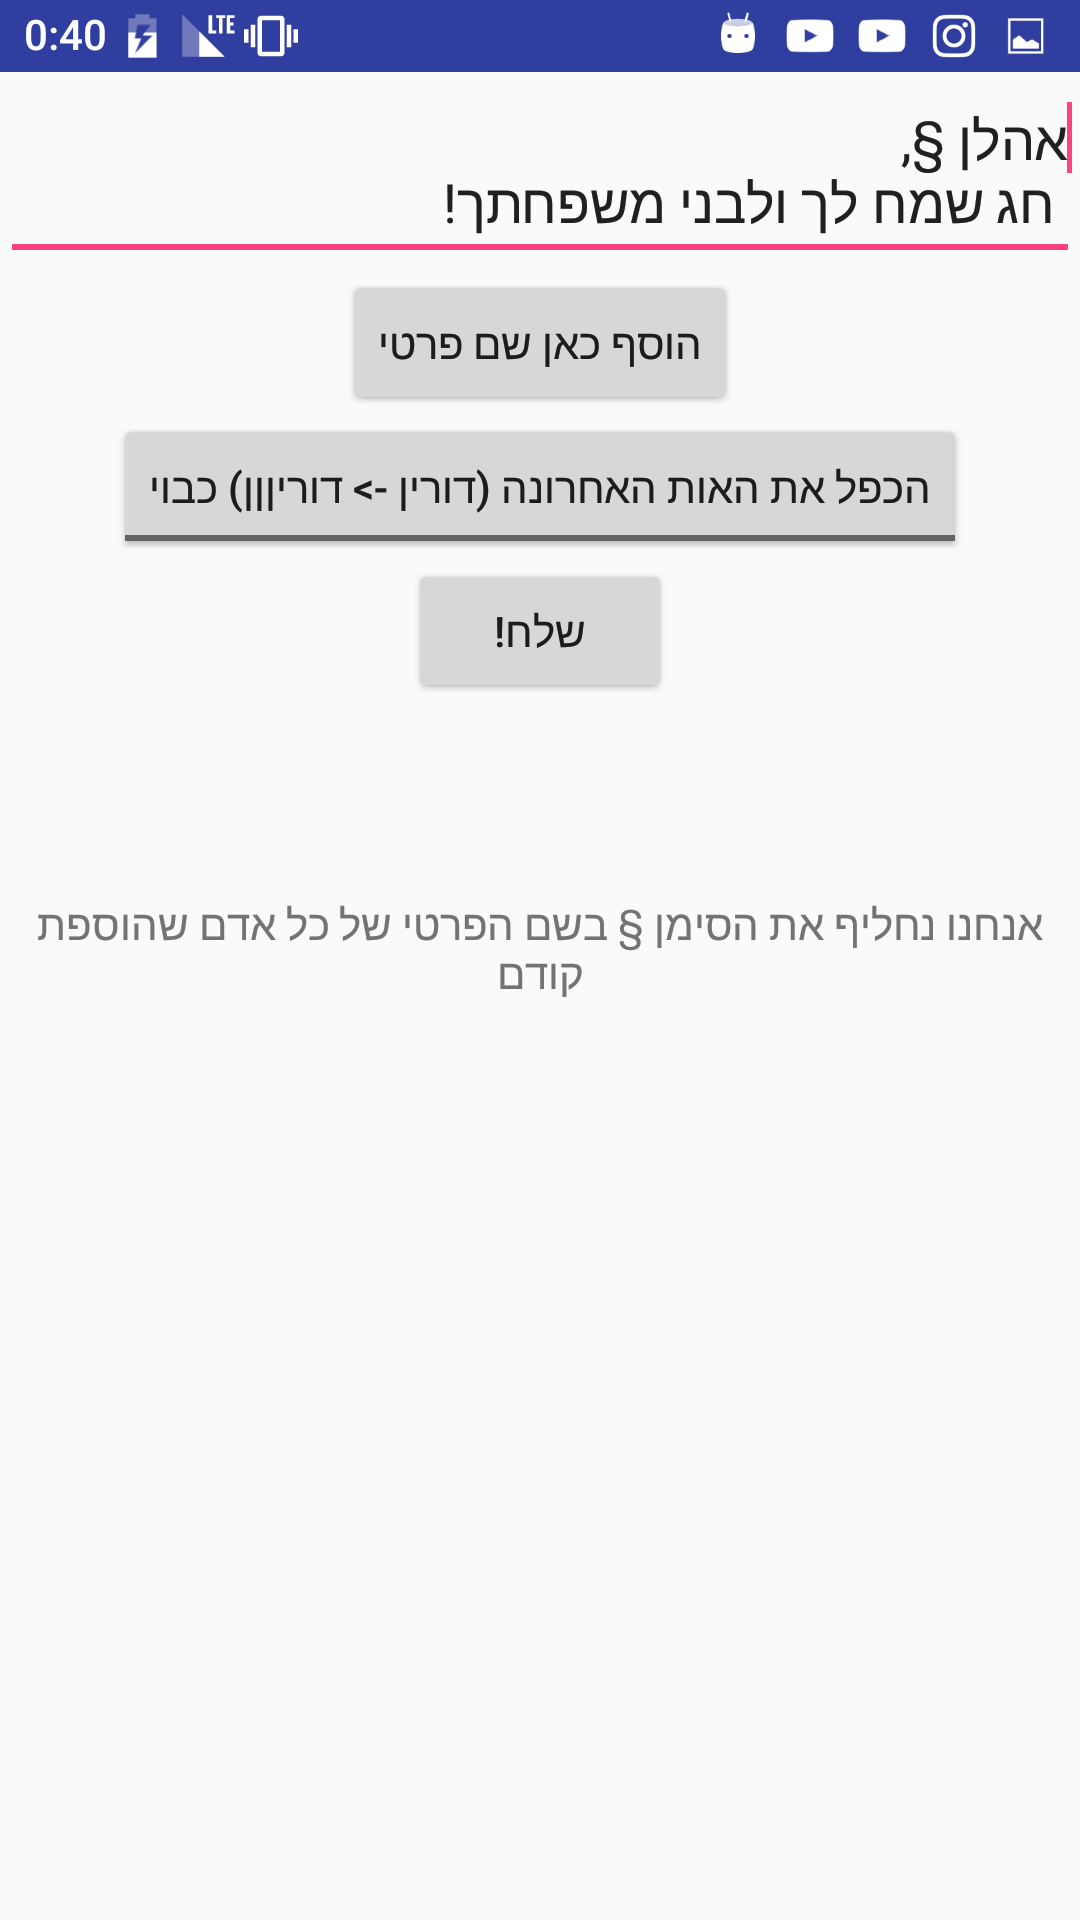 0:40 LTE
אהלן §,
חג שמח לך ולבני משפחתך!
הוסף כאן שם פרטי
הכפל את האות האחרונה (דורין -> דוריןןן) כבוי
שלח!
אנחנו נחליף את הסימן § בשם הפרטי של כל אדם שהוספת
קודם